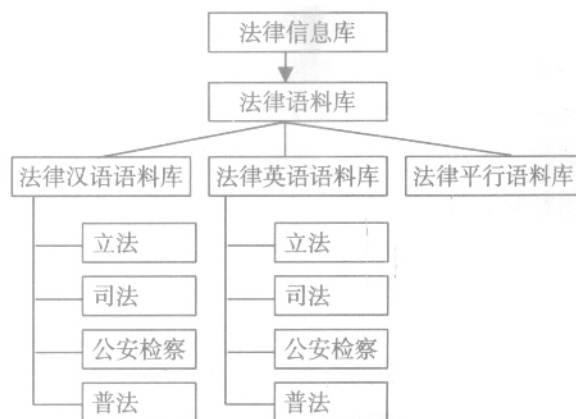 法律信息库
法律语料库
法律汉语语料库
法律英语语料库
法律平行语料库
立法
司法
公安检察
普法
立法
司法
公安检察
普法